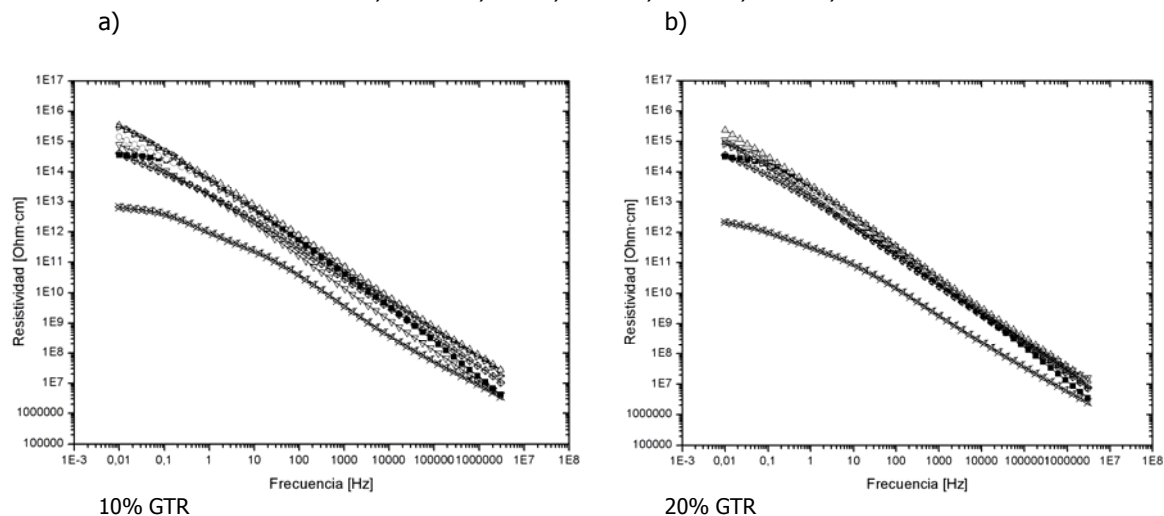 a)
b)
1E17
1E16
1E15
1E14
1E13
1E12
1E11
1E10
1E9
1E8
1E7
1000000
100000
Resistividad [Ohm·cm]
1E-3 0,01 0,1 1 10 100 1000 10000 1000001000000 1E7 1E8
Frecuencia [Hz]
10% GTR
1E17
1E16
1E15
1E14
1E13
1E12
1E11
1E10
1E9
1E8
1E7
1000000
100000
Resistividad [Ohm·cm]
1E-3 0,01 0,1 1 10 100 1000 10000 1000001000000 1E7 1E8
Frecuencia [Hz]
20% GTR